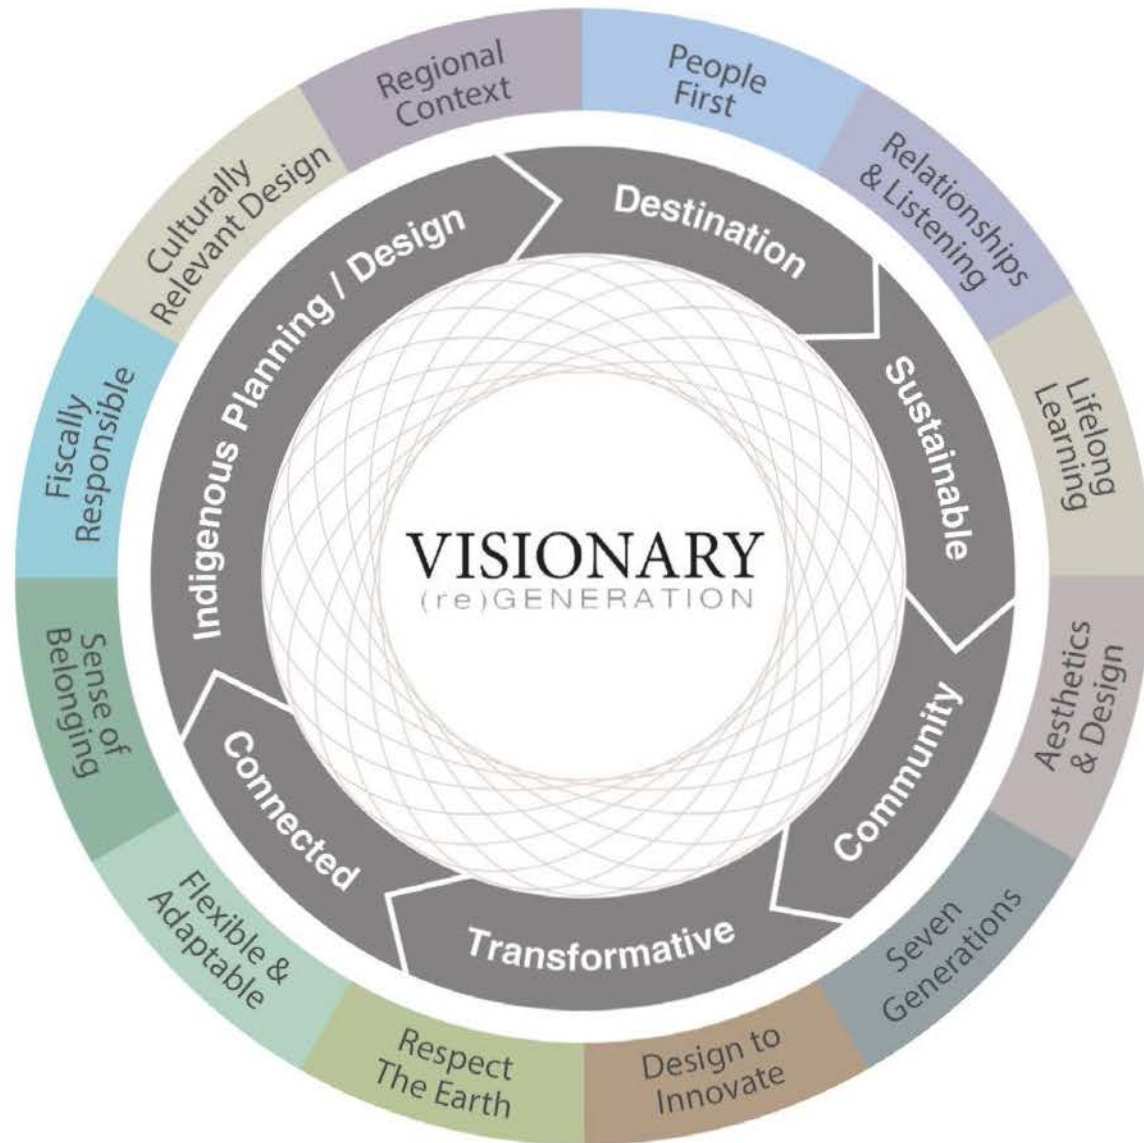 People
First
Relationships
& Listening
Lifelong
Learning
Aesthetics
& Design
Seven
Generations
Design to
Innovate
Respect
The Earth
Flexible &
Adaptable
Sense of
Belonging
Fiscally
Responsible
Culturally
Relevant Design
Regional
Context
Destination
Sustainable
Community
Transformative
Connected
Indigenous Planning / Design
VISIONARY
(re)GENERATION